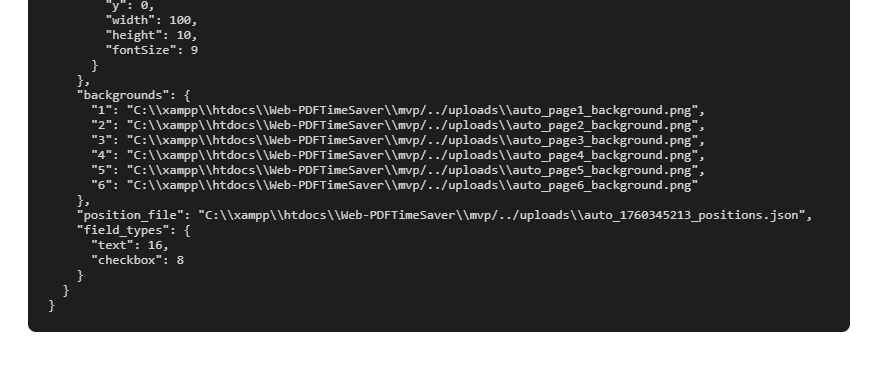 "y": 0,
"width": 100,
"height": 10,
"fontSize": 9
}
},
"backgrounds": {
"1": "C:\\xampp\\htdocs\\Web-PDFTimeSaver\\mvp/../uploads\\auto_page1_background.png",
"2": "C:\\xampp\\htdocs\\Web-PDFTimeSaver\\mvp/../uploads\\auto_page2_background.png",
"3": "C:\\xampp\\htdocs\\Web-PDFTimeSaver\\mvp/../uploads\\auto_page3_background.png",
"4": "C:\\xampp\\htdocs\\Web-PDFTimeSaver\\mvp/../uploads\\auto_page4_background.png",
"5": "C:\\xampp\\htdocs\\Web-PDFTimeSaver\\mvp/../uploads\\auto_page5_background.png",
"6": "C:\\xampp\\htdocs\\Web-PDFTimeSaver\\mvp/../uploads\\auto_page6_background.png"
},
"position_file": "C:\\xampp\\htdocs\\Web-PDFTimeSaver\\mvp/../uploads\\auto_1760345213_positions.json",
"field_types": {
"text": 16,
"checkbox": 8
}
}
}